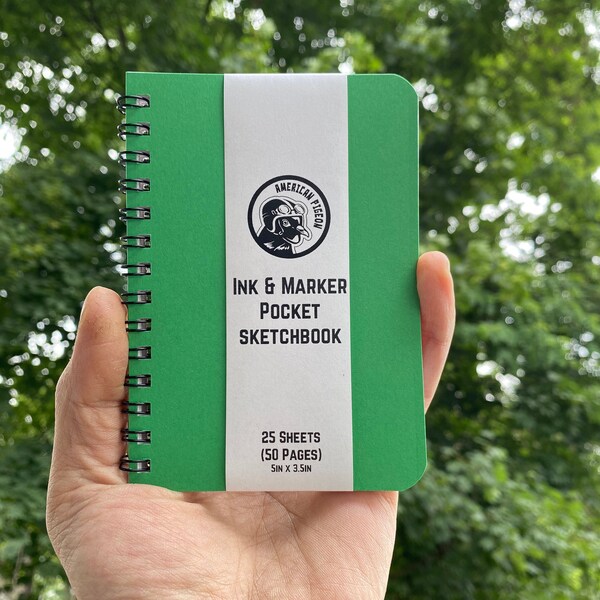 AMERICAN PIGEON
INK & MARKER
POCKET
SKETCHBOOK
25 SHEETS
(50 PAGES)
5IN X 3.5IN